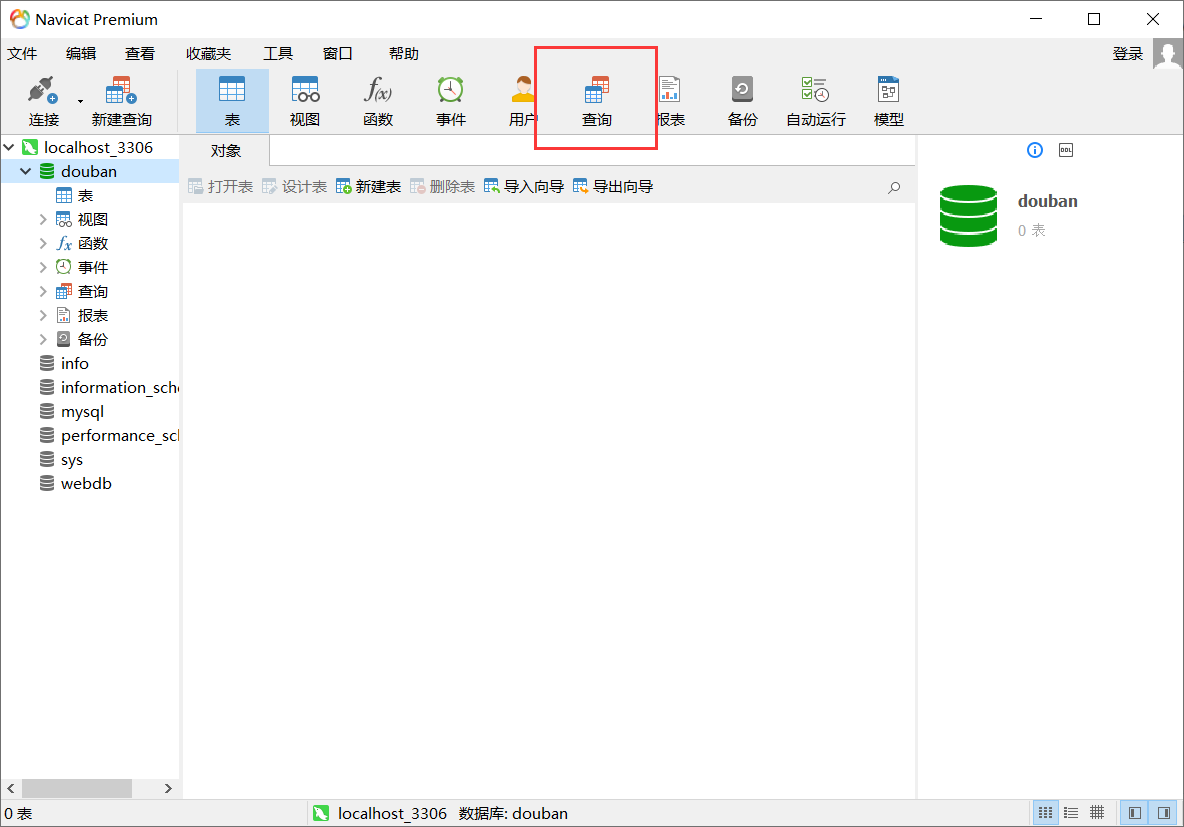 Navicat Premium
文件 编辑 查看 收藏夹 工具 窗口 帮助 登录
连接 新建查询 表 视图 函数 事件 用户 查询 报表 备份 自动运行 模型
localhost_3306
douban
表
视图
函数
事件
查询
报表
备份
info
information_sche
mysql
performance_scl
sys
webdb
对象
打开表 设计表 新建表 删除表 导入向导 导出向导
DDL
douban
0 表
0 表 localhost_3306 数据库: douban